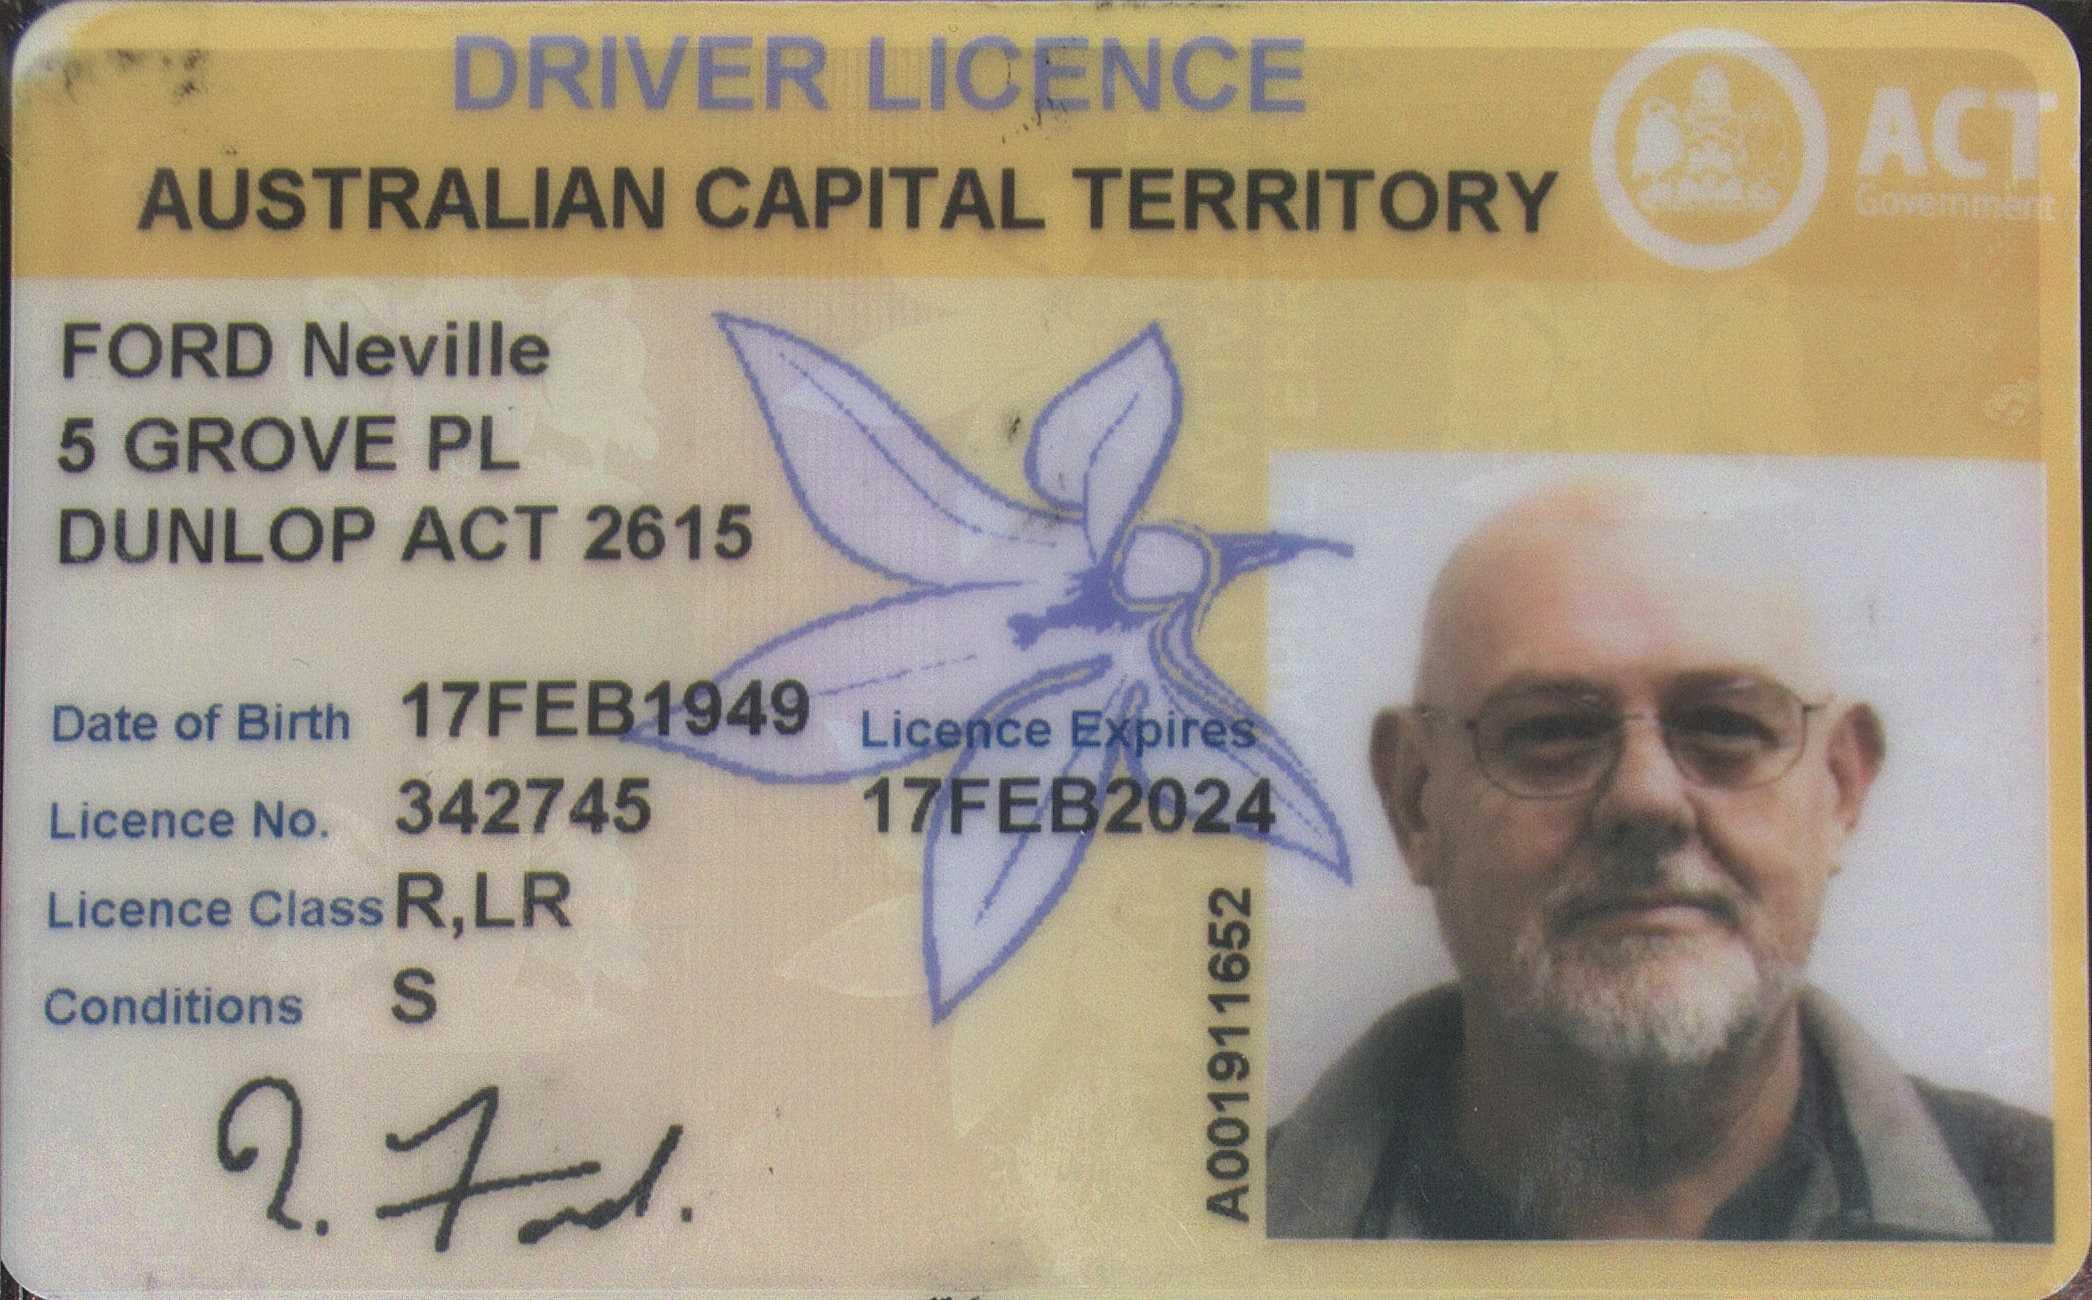 DRIVER LICENCE
ACT
Government
AUSTRALIAN CAPITAL TERRITORY
FORD Neville
5 GROVE PL
DUNLOP ACT 2615
Date of Birth 17FEB1949
Licence Expires
Licence No. 342745
17FEB2024
Licence Class R,LR
Conditions S
A001911652
N. Ford.